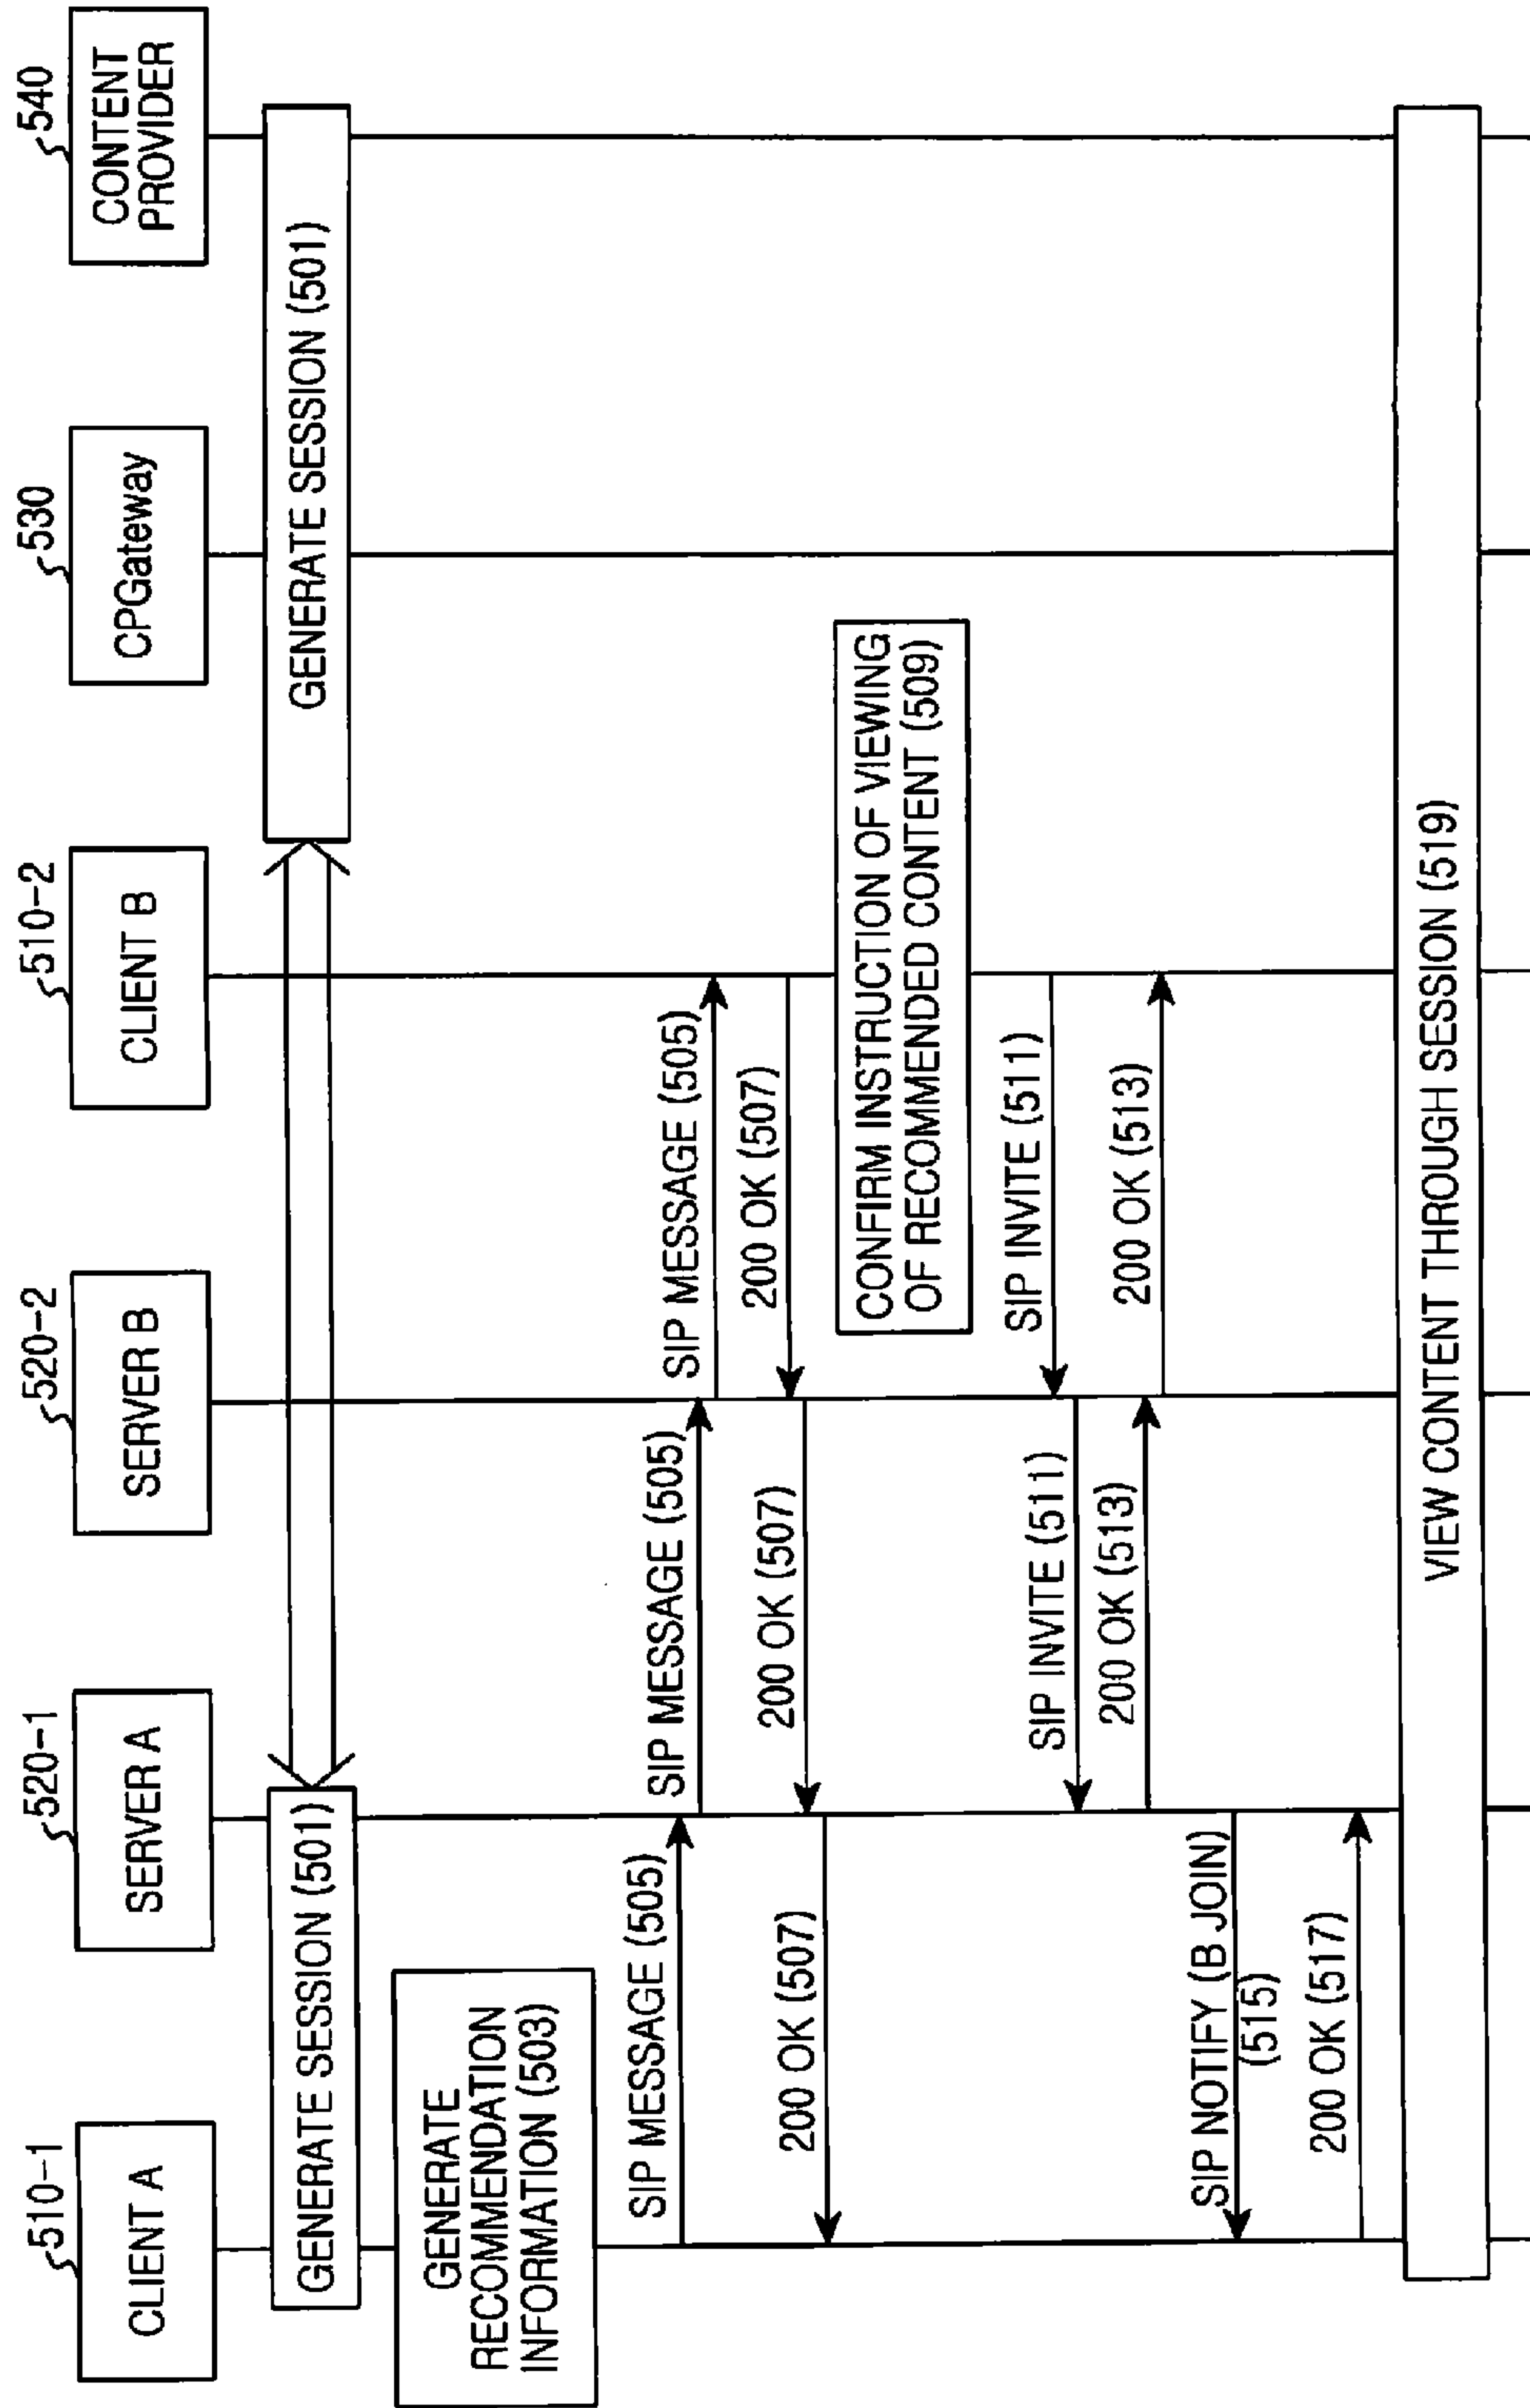 510-1
CLIENT A
520-1
SERVER A
520-2
SERVER B
510-2
CLIENT B
530
CPGateway
540
CONTENT
PROVIDER
GENERATE SESSION (501)
GENERATE SESSION (501)
GENERATE
RECOMMENDATION
INFORMATION (503)
SIP MESSAGE (505)
SIP MESSAGE (505)
SIP MESSAGE (505)
200 OK (507)
200 OK (507)
200 OK (507)
CONFIRM INSTRUCTION OF VIEWING
OF RECOMMENDED CONTENT (509)
SIP INVITE (511)
SIP INVITE (511)
200 OK (513)
200 OK (513)
SIP NOTIFY (B JOIN)
(515)
200 OK (517)
VIEW CONTENT THROUGH SESSION (519)